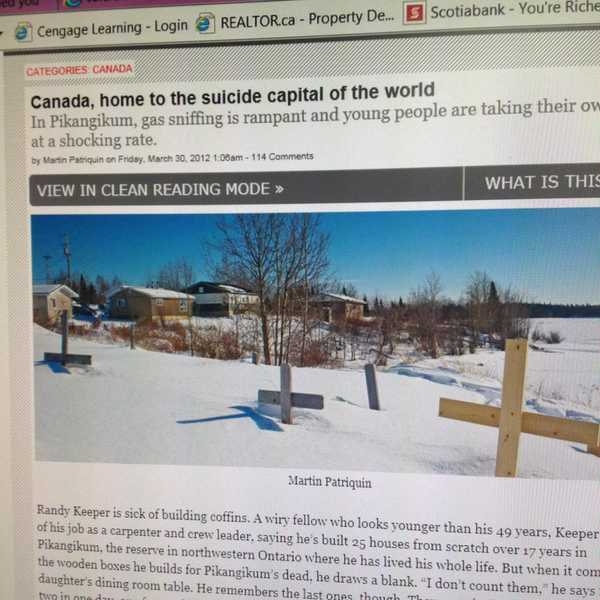 Cengage Learning - Login REALTOR.ca - Property De... Scotiabank - You're Riche
CATEGORIES: CANADA
Canada, home to the suicide capital of the world
In Pikangikum, gas sniffing is rampant and young people are taking their ow
at a shocking rate.
by Martin Patriquin on Friday, March 30, 2012 1:06am - 114 Comments
VIEW IN CLEAN READING MODE » WHAT IS THIS
Martin Patriquin
Randy Keeper is sick of building coffins. A wiry fellow who looks younger than his 49 years, Keeper
of his job as a carpenter and crew leader, saying he's built 25 houses from scratch over 17 years in
Pikangikum, the reserve in northwestern Ontario where he has lived his whole life. But when it com
the wooden boxes he builds for Pikangikum's dead, he draws a blank. "I don't count them," he says
daughter's dining room table. He remembers the last ones, though.
two in one day,